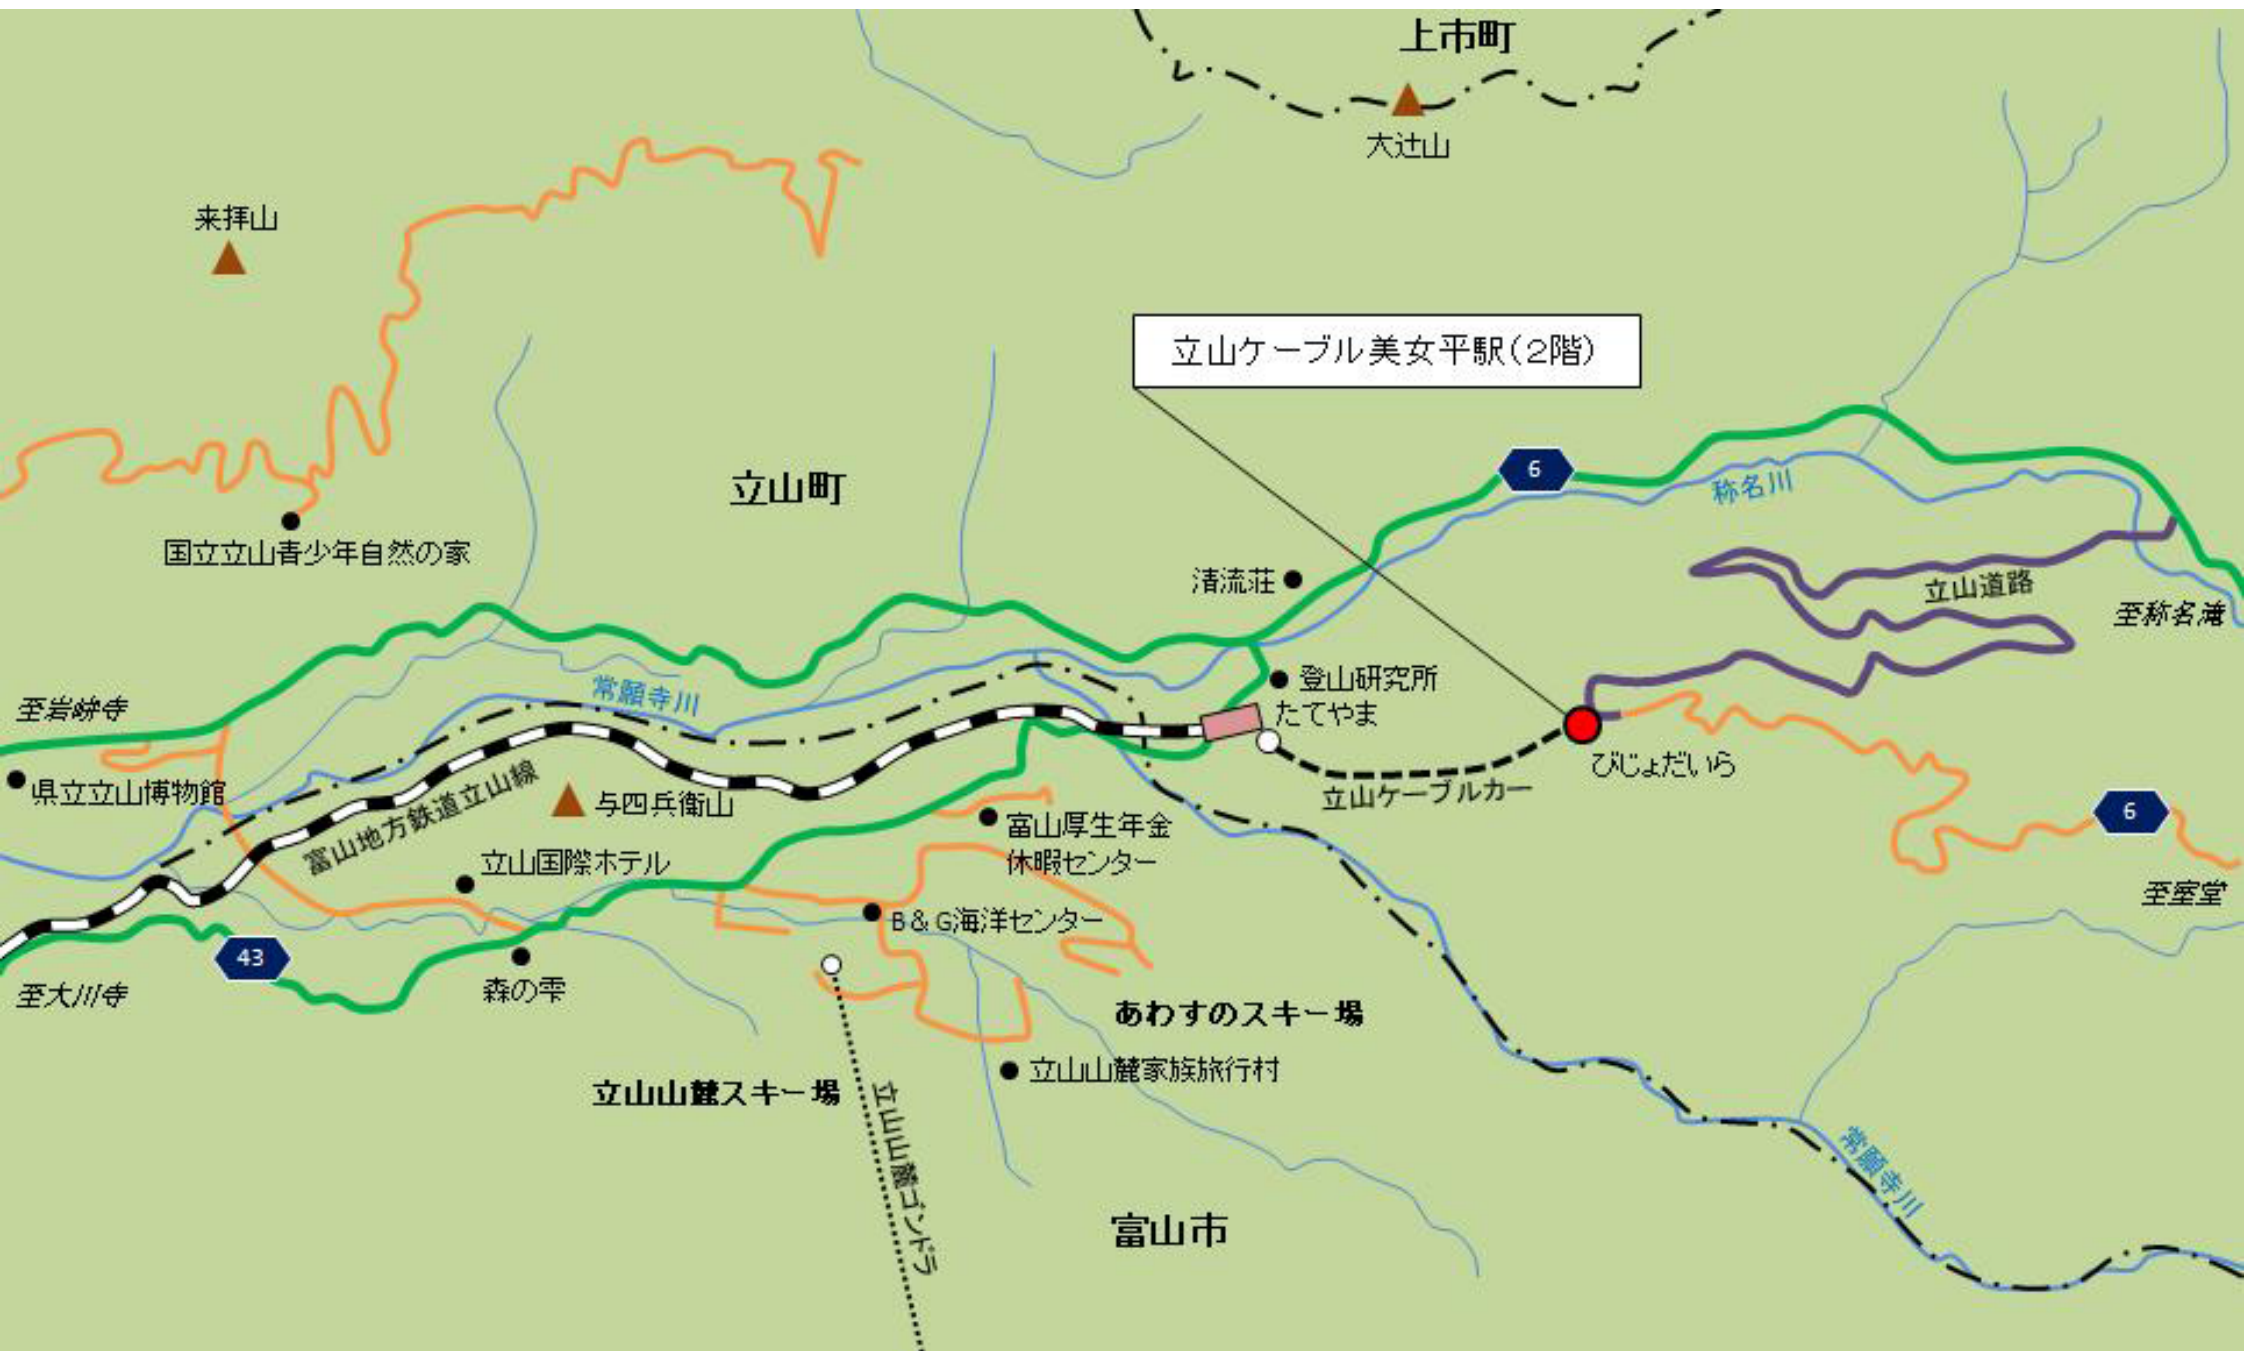 上市町
大辻山
来拝山
立山ケーブル美女平駅(2階)
6
称名川
立山町
国立立山青少年自然の家
清流荘
立山道路
至称名滝
登山研究所
たてやま
常願寺川
至岩峅寺
びじょだいら
県立立山博物館
富山地方鉄道立山線
与四兵衛山
立山ケーブルカー
6
富山厚生年金
休暇センター
立山国際ホテル
至室堂
B&G海洋センター
43
至大川寺
森の雫
あわすのスキー場
立山山麓家族旅行村
立山山麓スキー場
立山山麓ゴンドラ
常願寺川
富山市